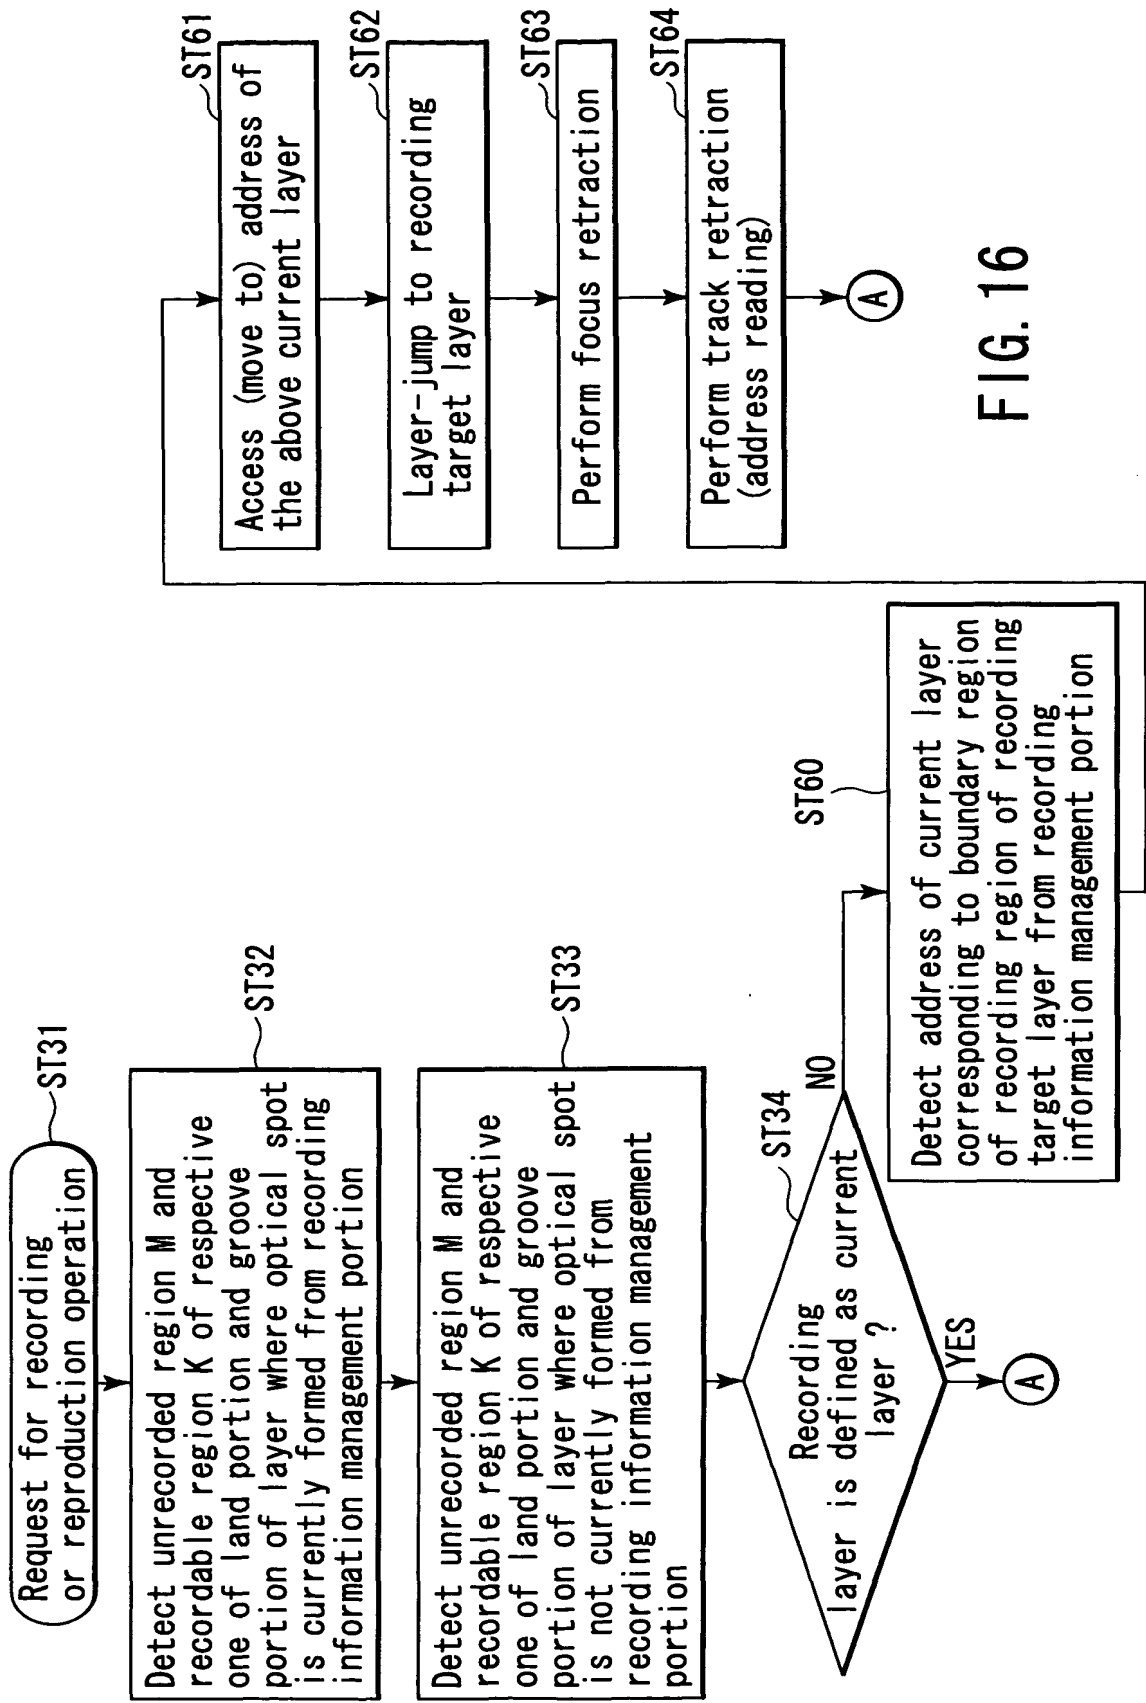 Request for recording
or reproduction operation
ST31
Detect unrecorded region M and
recordable region K of respective
one of land portion and groove
portion of layer where optical spot
is currently formed from recording
information management portion
ST32
Detect unrecorded region M and
recordable region K of respective
one of land portion and groove
portion of layer where optical spot
is not currently formed from
recording information management
portion
ST33
Recording
layer is defined as current
layer ?
ST34
NO
YES
A
Detect address of current layer
corresponding to boundary region
of recording region of recording
target layer from recording
information management portion
ST60
Access (move to) address of
the above current layer
ST61
Layer-jump to recording
target layer
ST62
Perform focus retraction
ST63
Perform track retraction
(address reading)
ST64
A
FIG. 16